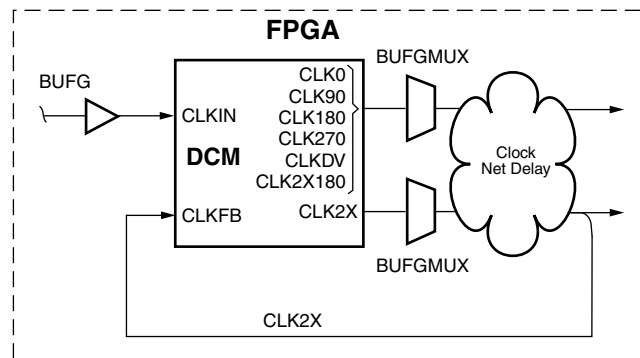 FPGA
BUFG
BUFGMUX
CLK0
CLK90
CLK180
CLK270
CLKDV
CLK2X180
CLK2X
CLKIN
DCM
CLKFB
Clock
Net Delay
BUFGMUX
CLK2X